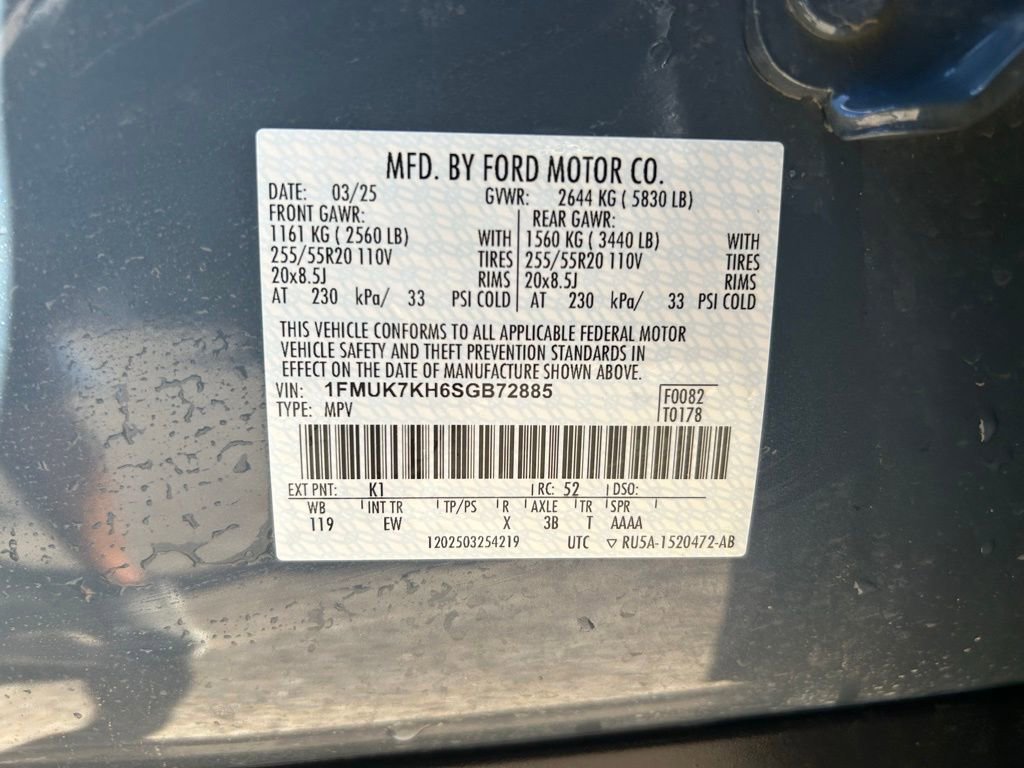 MFD. BY FORD MOTOR CO.
DATE: 03/25 GVWR: 2644 KG ( 5830 LB)
FRONT GAWR: REAR GAWR:
1161 KG ( 2560 LB) WITH 1560 KG ( 3440 LB) WITH
255/55R20 110V TIRES 255/55R20 110V TIRES
20x8.5J RIMS 20x8.5J RIMS
AT 230 kPa/ 33 PSI COLD AT 230 kPa/ 33 PSI COLD
THIS VEHICLE CONFORMS TO ALL APPLICABLE FEDERAL MOTOR
VEHICLE SAFETY AND THEFT PREVENTION STANDARDS IN
EFFECT ON THE DATE OF MANUFACTURE SHOWN ABOVE.
VIN: 1FMUK7KH6SGB72885 F0082
TYPE: MPV T0178
EXT PNT: K1 RC: 52 DSO:
WB INT TR TP/PS R AXLE TR SPR
119 EW X 3B T AAAA
1202503254219 UTC ▽ RU5A-1520472-AB